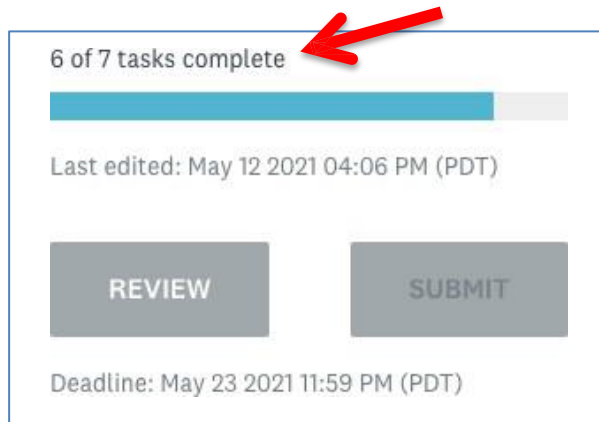 6 of 7 tasks complete
Last edited: May 12 2021 04:06 PM (PDT)
REVIEW SUBMIT
Deadline: May 23 2021 11:59 PM (PDT)